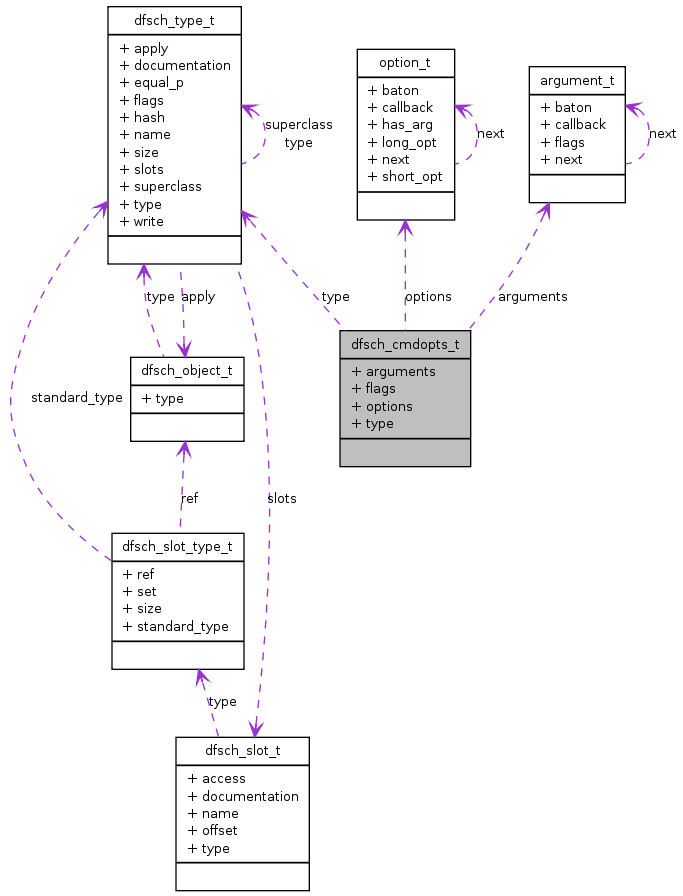 dfsch_type_t
+ apply
+ documentation
+ equal_p
+ flags
+ hash
+ name
+ size
+ slots
+ superclass
+ type
+ write
superclass
type
option_t
+ baton
+ callback
+ has_arg
+ long_opt
+ next
+ short_opt
next
argument_t
+ baton
+ callback
+ flags
+ next
next
type
apply
type
options
arguments
dfsch_cmdopts_t
+ arguments
+ flags
+ options
+ type
dfsch_object_t
+ type
standard_type
ref
slots
dfsch_slot_type_t
+ ref
+ set
+ size
+ standard_type
type
dfsch_slot_t
+ access
+ documentation
+ name
+ offset
+ type